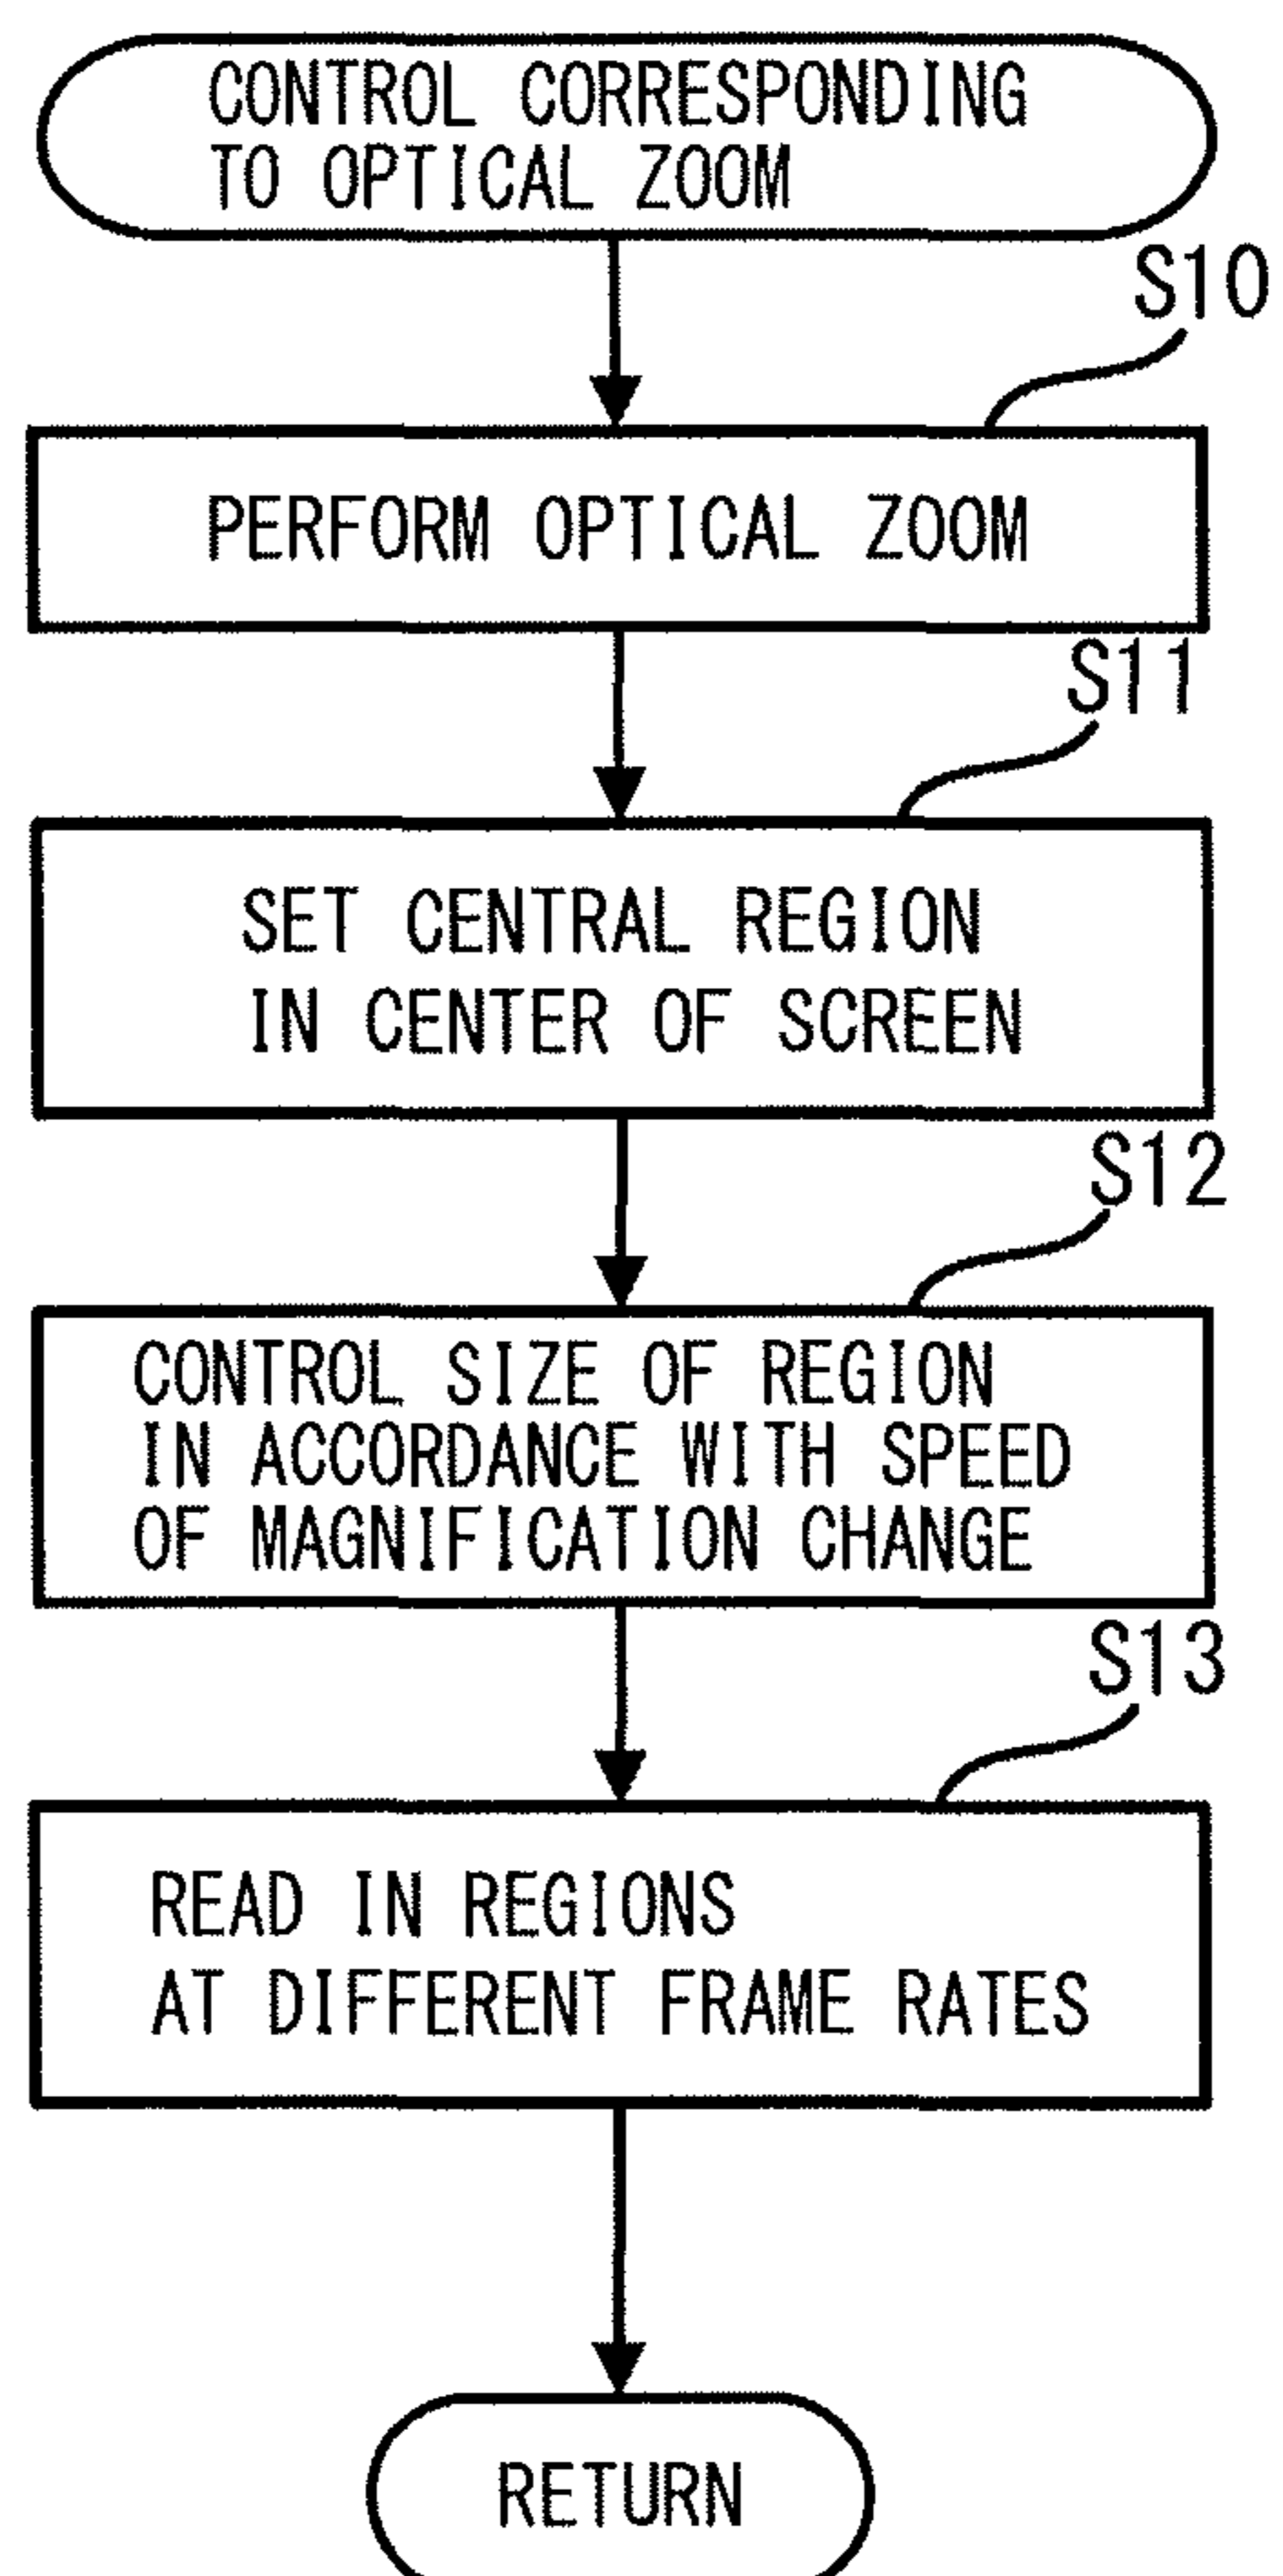 CONTROL CORRESPONDING
TO OPTICAL ZOOM
S10
PERFORM OPTICAL ZOOM
S11
SET CENTRAL REGION
IN CENTER OF SCREEN
S12
CONTROL SIZE OF REGION
IN ACCORDANCE WITH SPEED
OF MAGNIFICATION CHANGE
S13
READ IN REGIONS
AT DIFFERENT FRAME RATES
RETURN